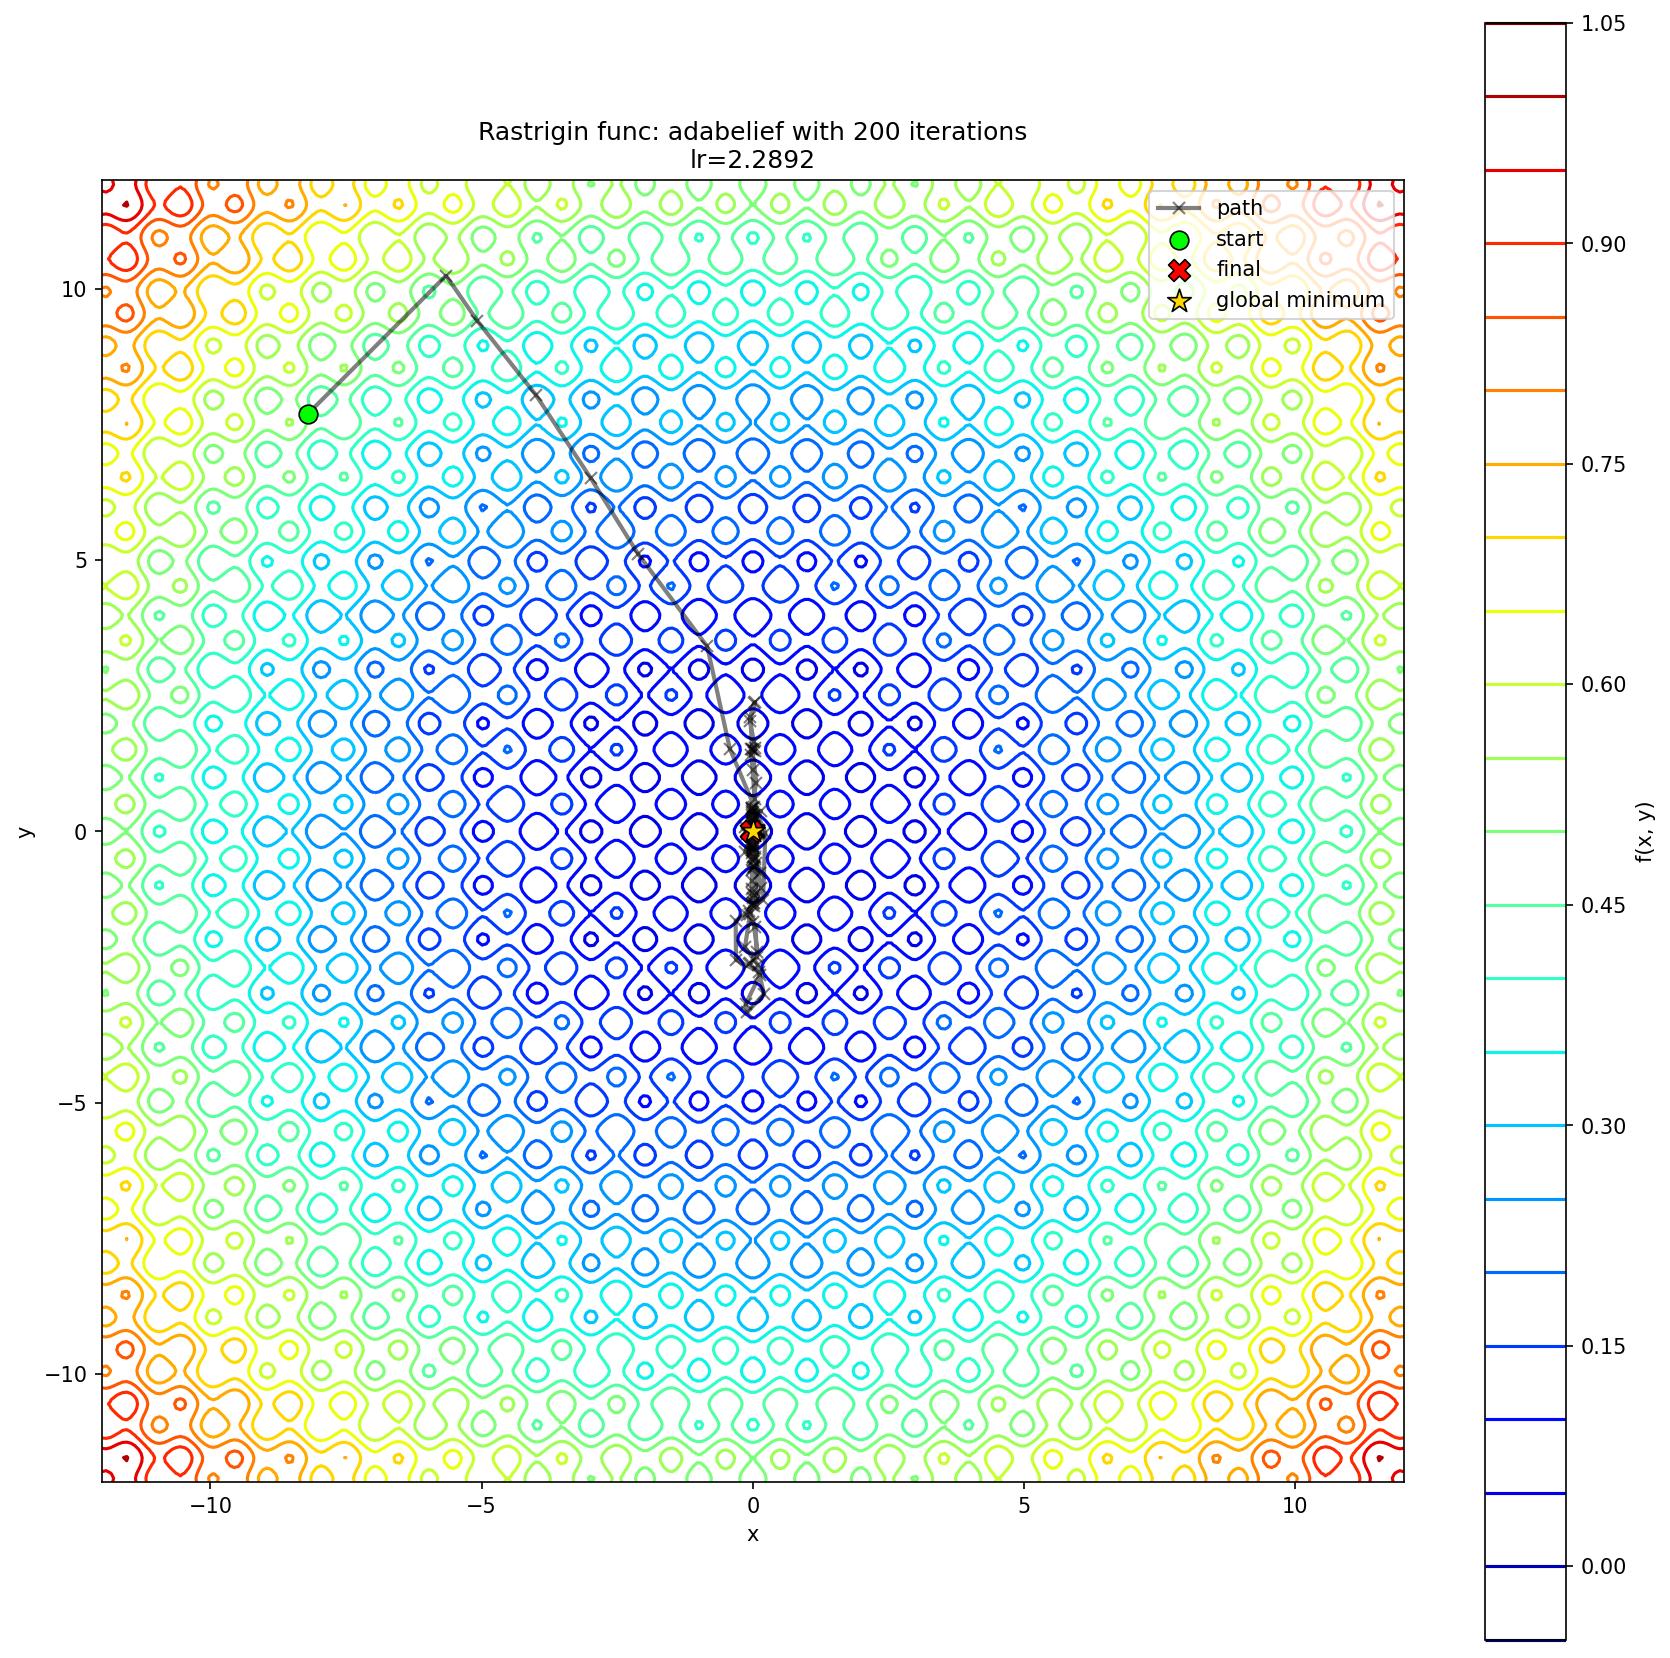 Rastrigin func: adabelief with 200 iterations
lr=2.2892
path
start
final
global minimum
10
5
0
−5
−10
y
−10
−5
0
5
10
x
1.05
0.90
0.75
0.60
0.45
0.30
0.15
0.00
f(x, y)